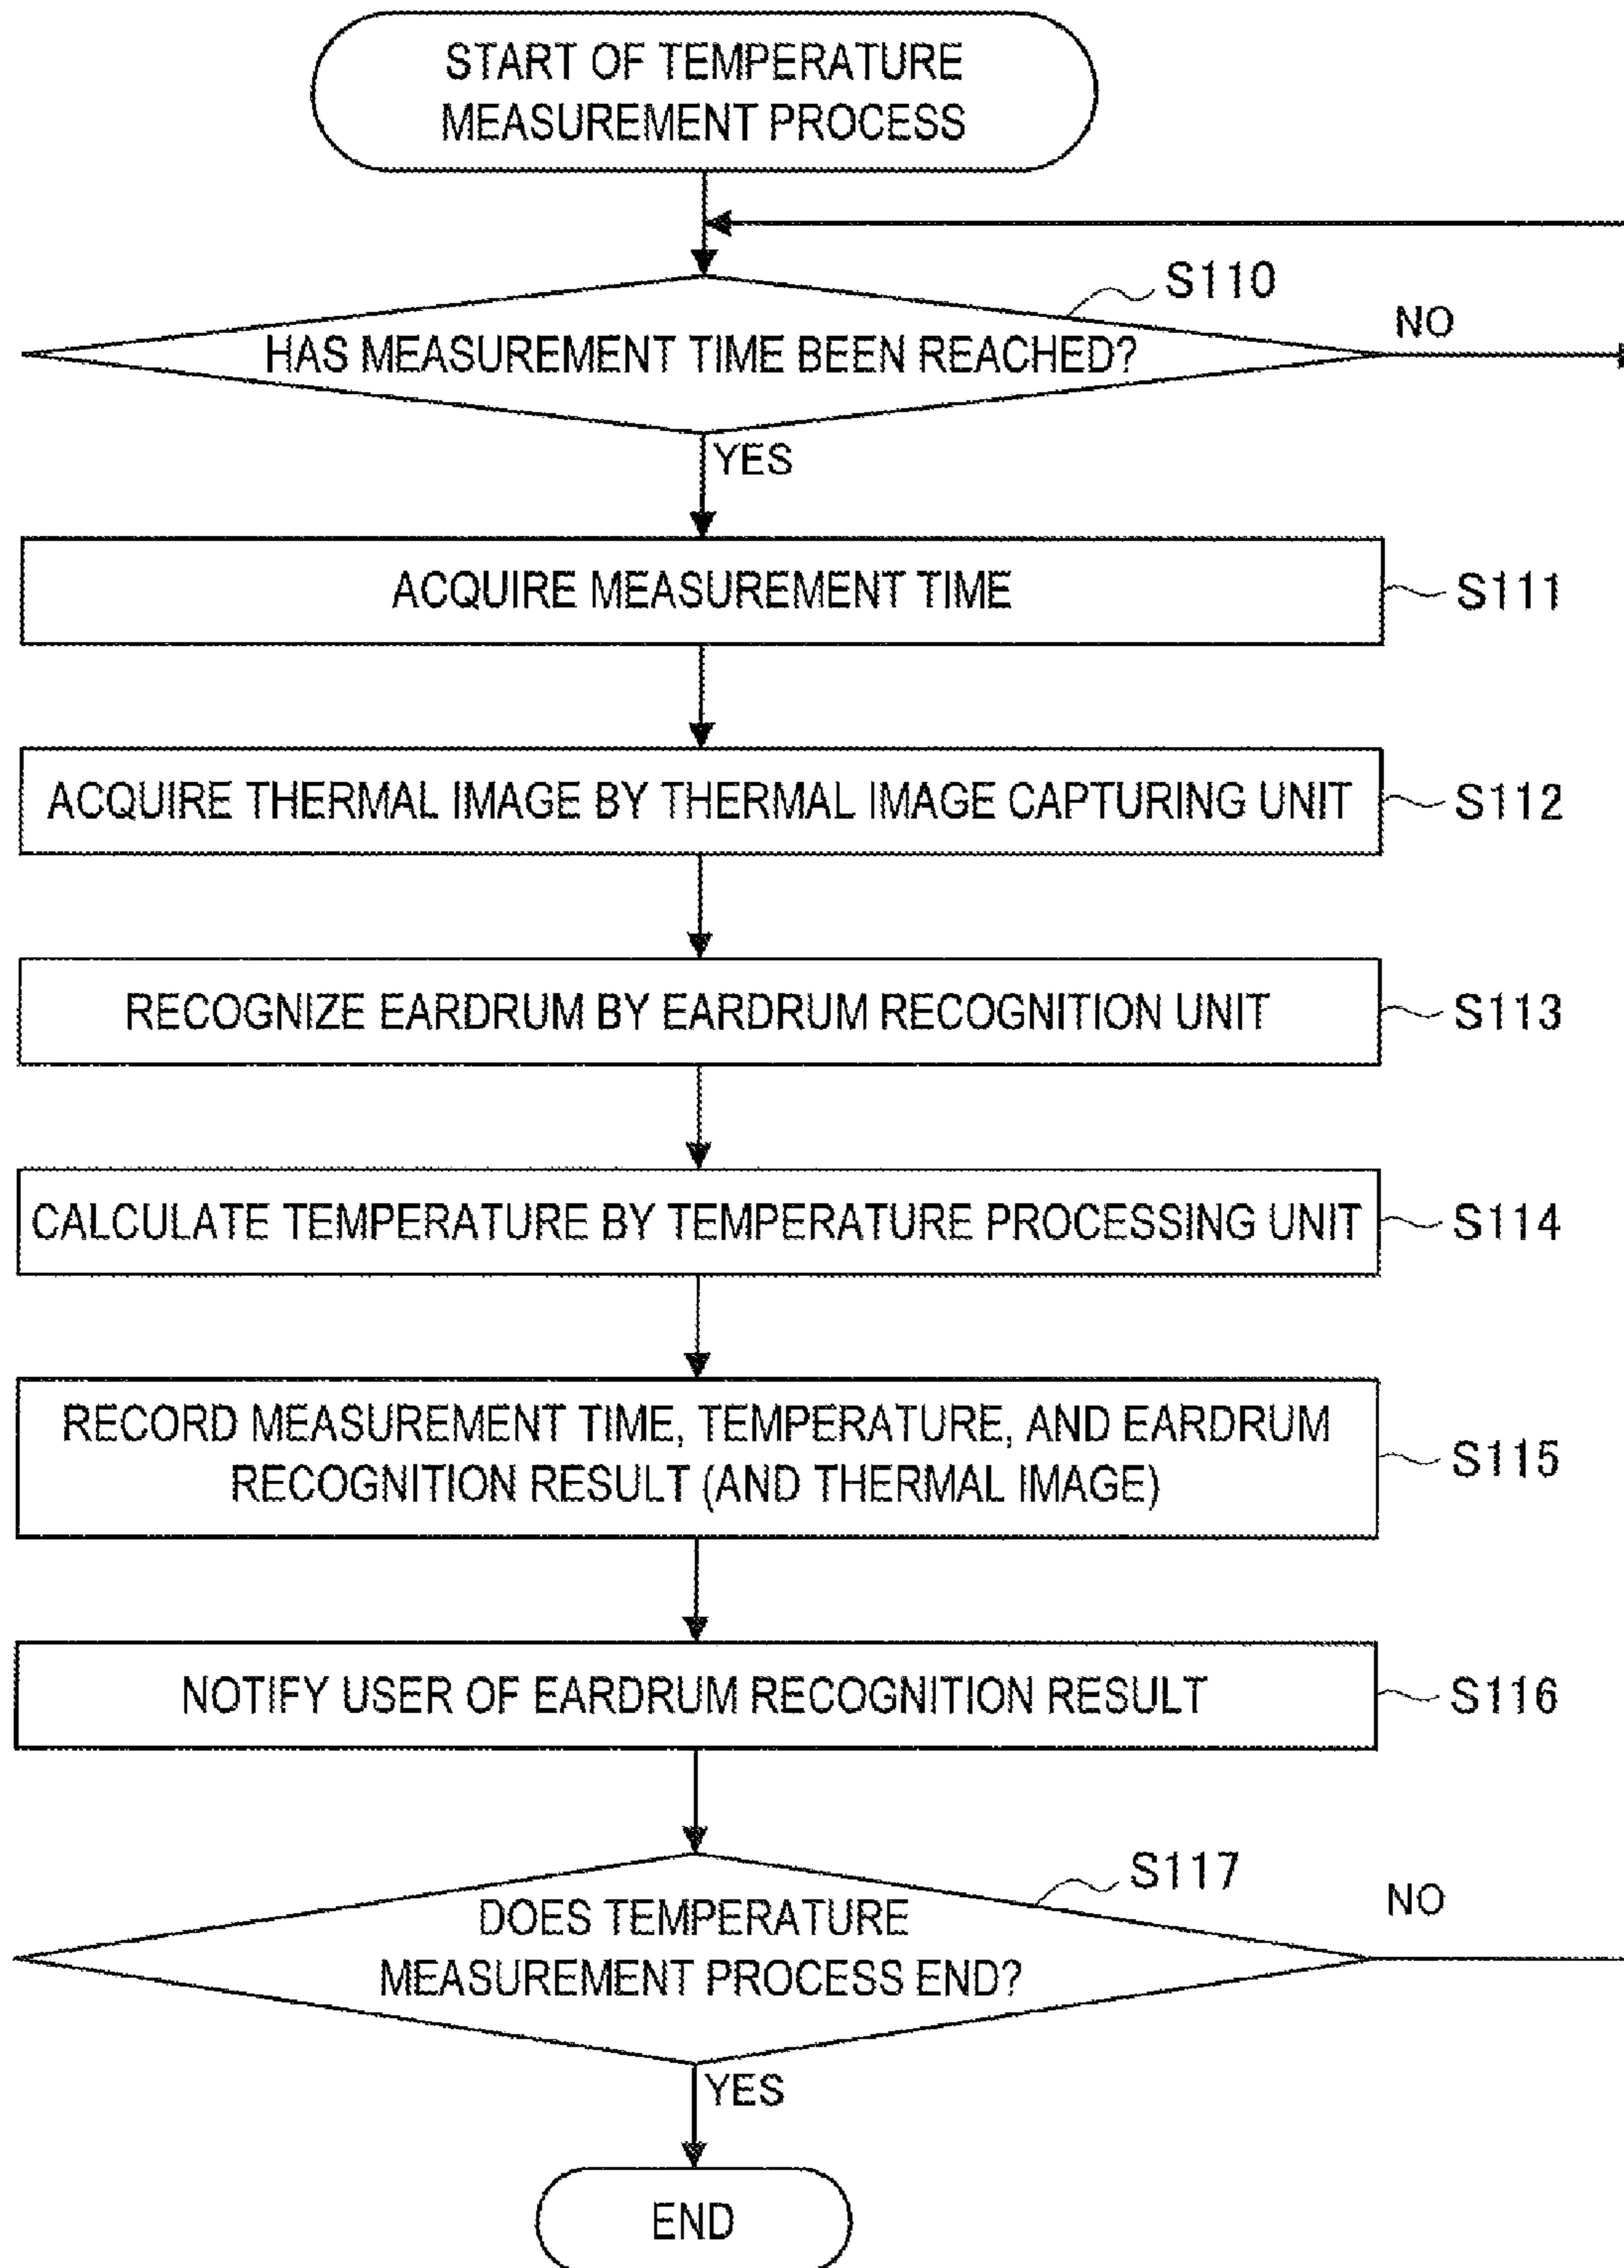 START OF TEMPERATURE
MEASUREMENT PROCESS
S110
HAS MEASUREMENT TIME BEEN REACHED?
NO
YES
ACQUIRE MEASUREMENT TIME
S111
ACQUIRE THERMAL IMAGE BY THERMAL IMAGE CAPTURING UNIT
S112
RECOGNIZE EARDRUM BY EARDRUM RECOGNITION UNIT
S113
CALCULATE TEMPERATURE BY TEMPERATURE PROCESSING UNIT
S114
RECORD MEASUREMENT TIME, TEMPERATURE, AND EARDRUM
RECOGNITION RESULT (AND THERMAL IMAGE)
S115
NOTIFY USER OF EARDRUM RECOGNITION RESULT
S116
S117
DOES TEMPERATURE
MEASUREMENT PROCESS END?
NO
YES
END